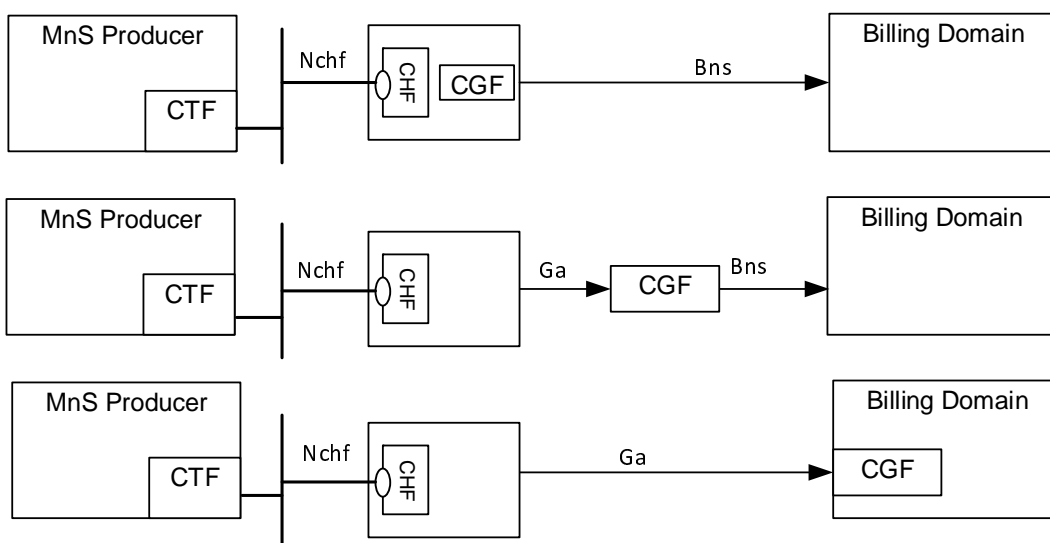 MnS Producer
CTF
Nchf
CHF
CGF
Bns
Billing Domain
MnS Producer
CTF
Nchf
CHF
Ga
CGF
Bns
Billing Domain
MnS Producer
CTF
Nchf
CHF
Ga
Billing Domain
CGF